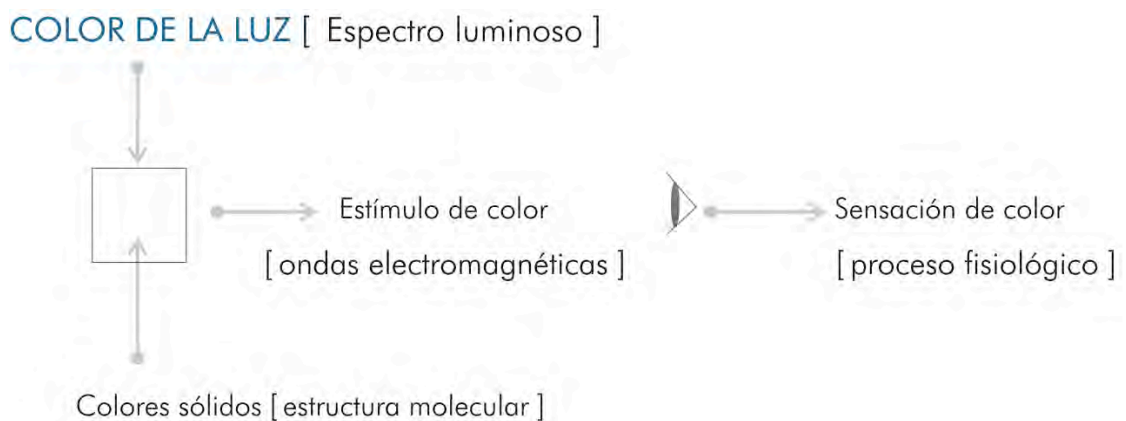 COLOR DE LA LUZ [ Espectro luminoso ]
Estímulo de color
[ ondas electromagnéticas ]
Sensación de color
[ proceso fisiológico ]
Colores sólidos [ estructura molecular ]